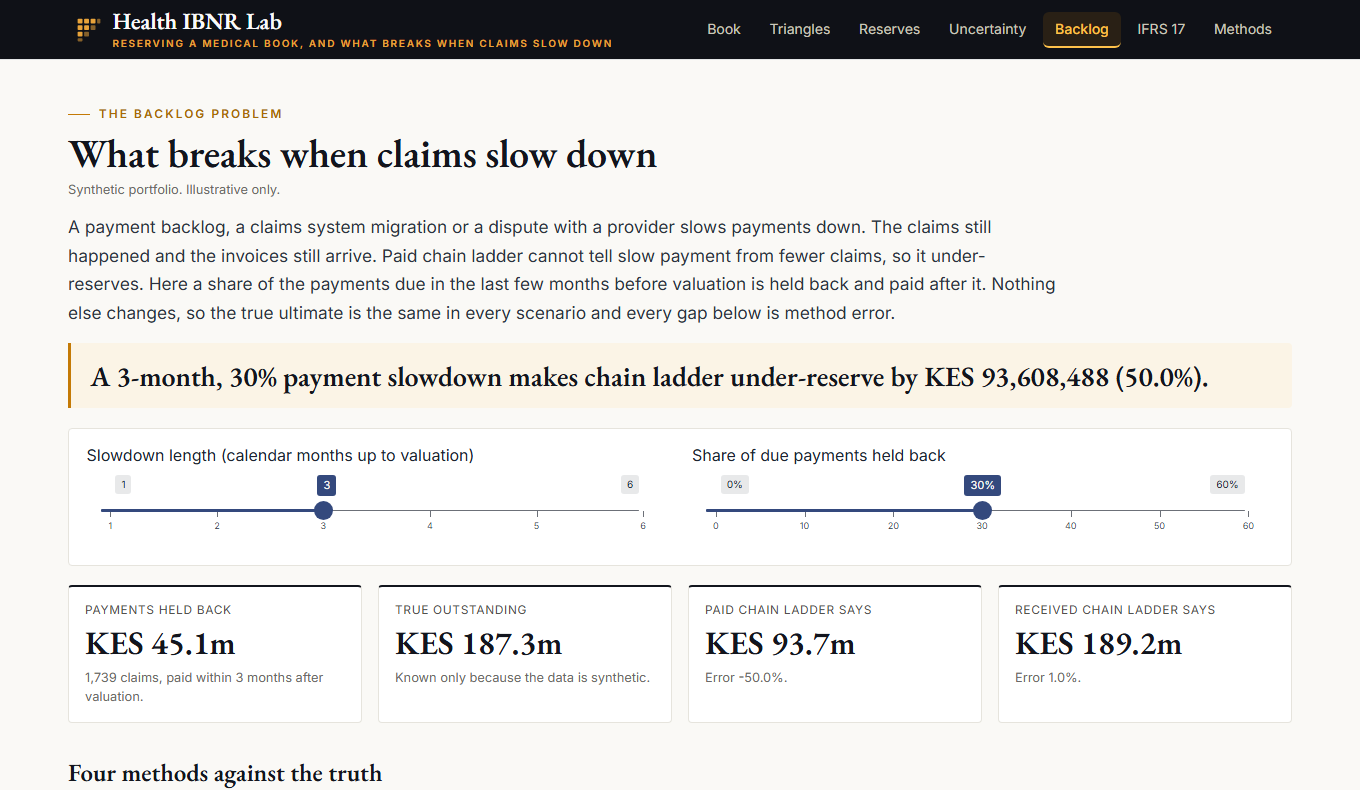 Health IBNR Lab
RESERVING A MEDICAL BOOK, AND WHAT BREAKS WHEN CLAIMS SLOW DOWN
Book Triangles Reserves Uncertainty Backlog IFRS 17 Methods
THE BACKLOG PROBLEM
What breaks when claims slow down
Synthetic portfolio. Illustrative only.
A payment backlog, a claims system migration or a dispute with a provider slows payments down. The claims still
happened and the invoices still arrive. Paid chain ladder cannot tell slow payment from fewer claims, so it under-
reserves. Here a share of the payments due in the last few months before valuation is held back and paid after it. Nothing
else changes, so the true ultimate is the same in every scenario and every gap below is method error.
A 3-month, 30% payment slowdown makes chain ladder under-reserve by KES 93,608,488 (50.0%).
Slowdown length (calendar months up to valuation)
1 3 6
1 2 3 4 5 6
Share of due payments held back
0% 30% 60%
0 10 20 30 40 50 60
PAYMENTS HELD BACK
KES 45.1m
1,739 claims, paid within 3 months after
valuation.
TRUE OUTSTANDING
KES 187.3m
Known only because the data is synthetic.
PAID CHAIN LADDER SAYS
KES 93.7m
Error -50.0%.
RECEIVED CHAIN LADDER SAYS
KES 189.2m
Error 1.0%.
Four methods against the truth